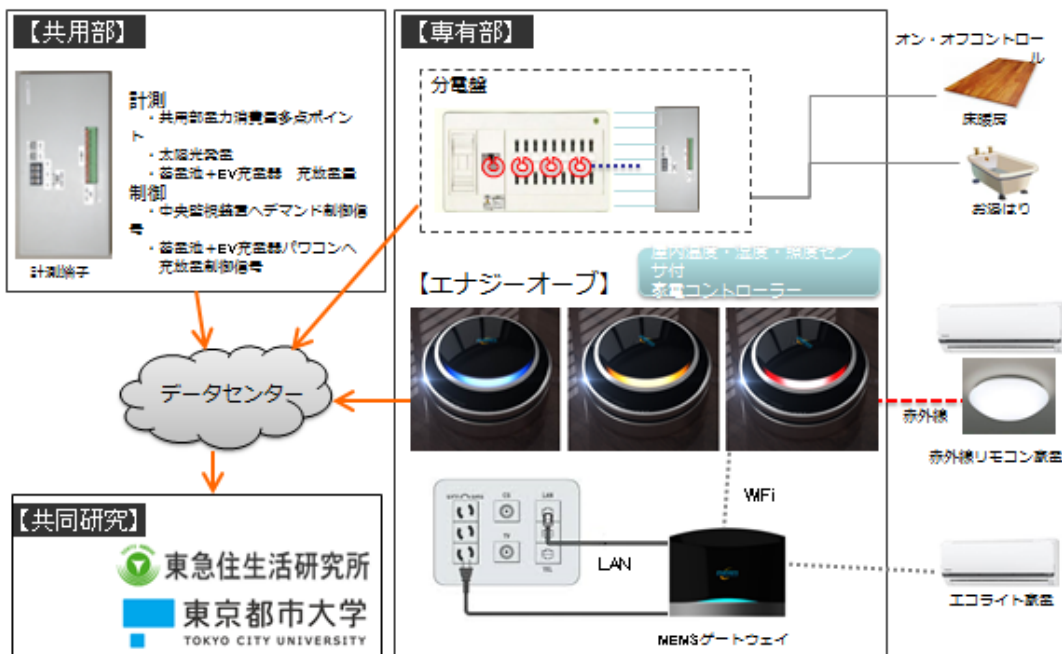 【共用部】
計測
・共用部電力消費量多点ポイン
ト
・太陽光発電
・蓄電池+EV充電器 充放電量
制御
・中央監視装置へデマンド制御信
号
・蓄電池+EV充電器パワコンへ
充放電制御信号
計測端子
【専有部】
分電盤
オン・オフコントロー
ル
床暖房
お湯はり
【エナジーオーブ】
屋内温度・湿度・照度セン
サ付
家電コントローラー
データセンター
赤外線
赤外線リモコン家電
WiFi
LAN
CS
LAN
TV
TEL
MEMSゲートウェイ
エコライト家電
【共同研究】
東急住生活研究所
東京都市大学
TOKYO CITY UNIVERSITY